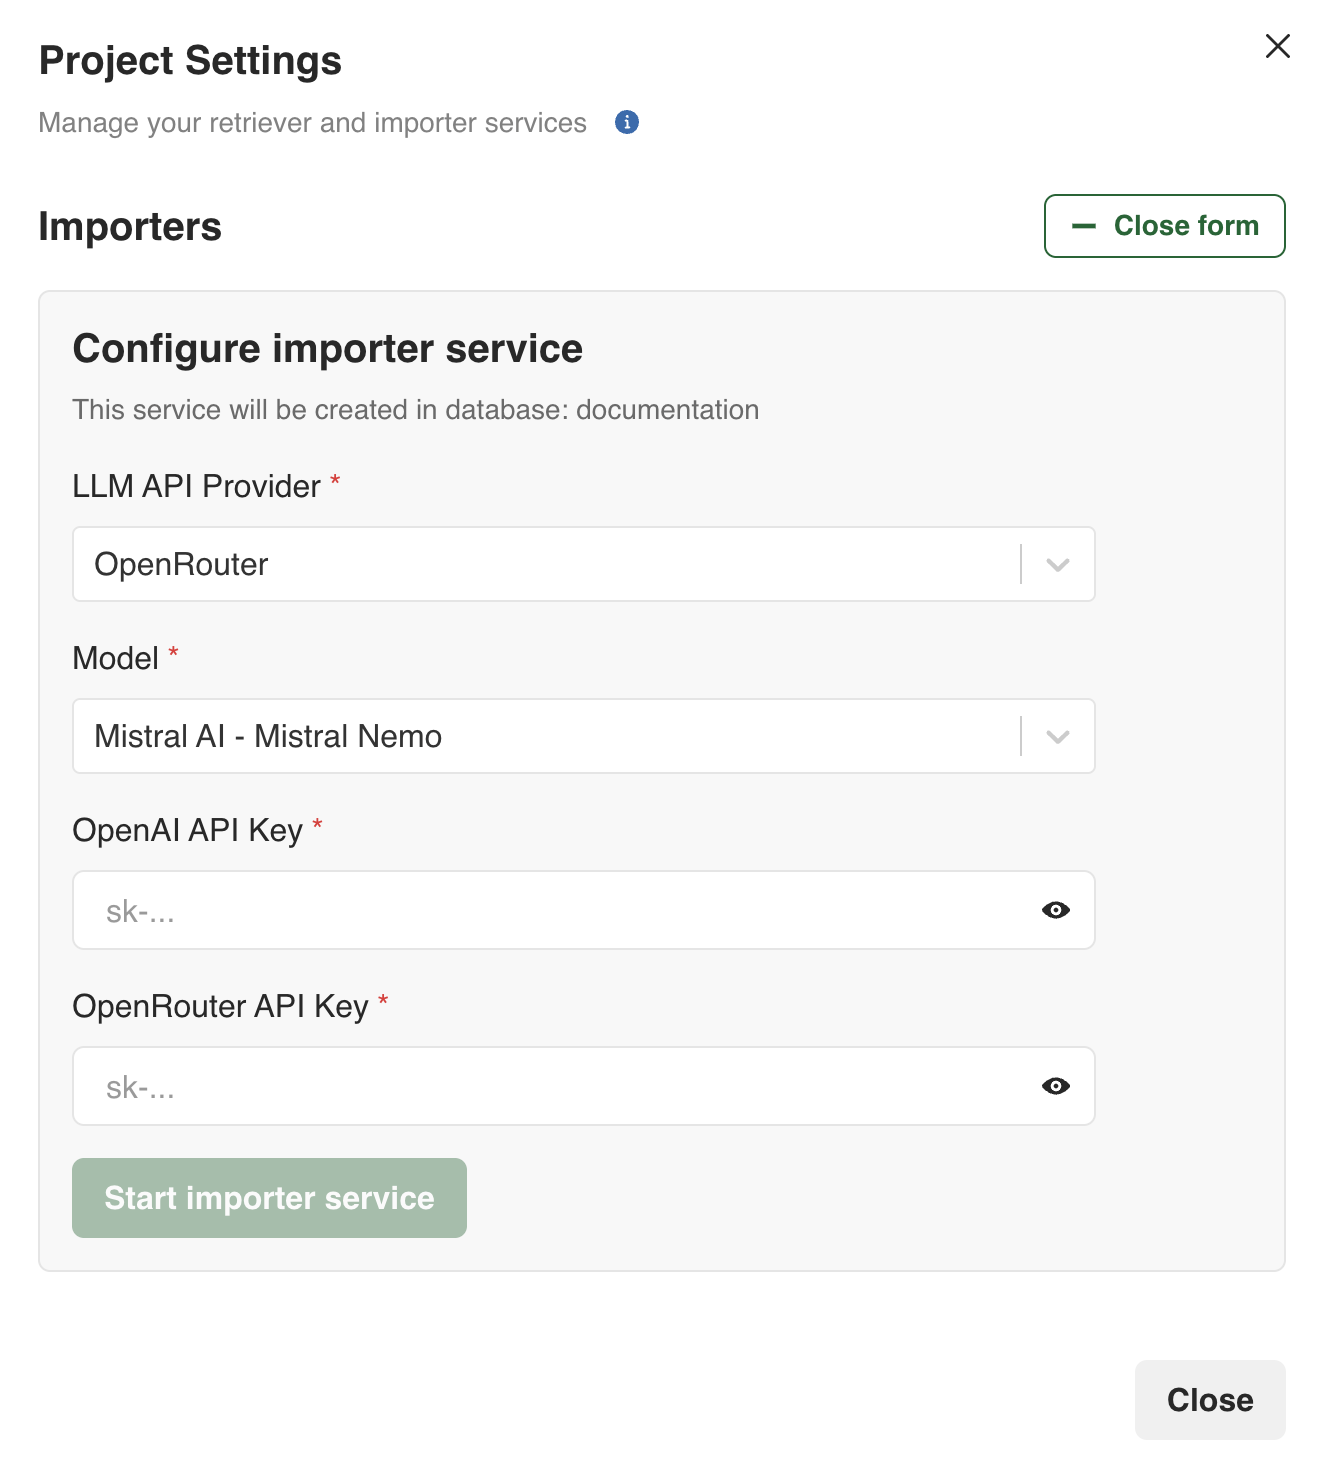 Project Settings
Manage your retriever and importer services
Importers
Close form
Configure importer service
This service will be created in database: documentation
LLM API Provider *
OpenRouter
Model *
Mistral AI - Mistral Nemo
OpenAI API Key *
sk-...
OpenRouter API Key *
sk-...
Start importer service
Close